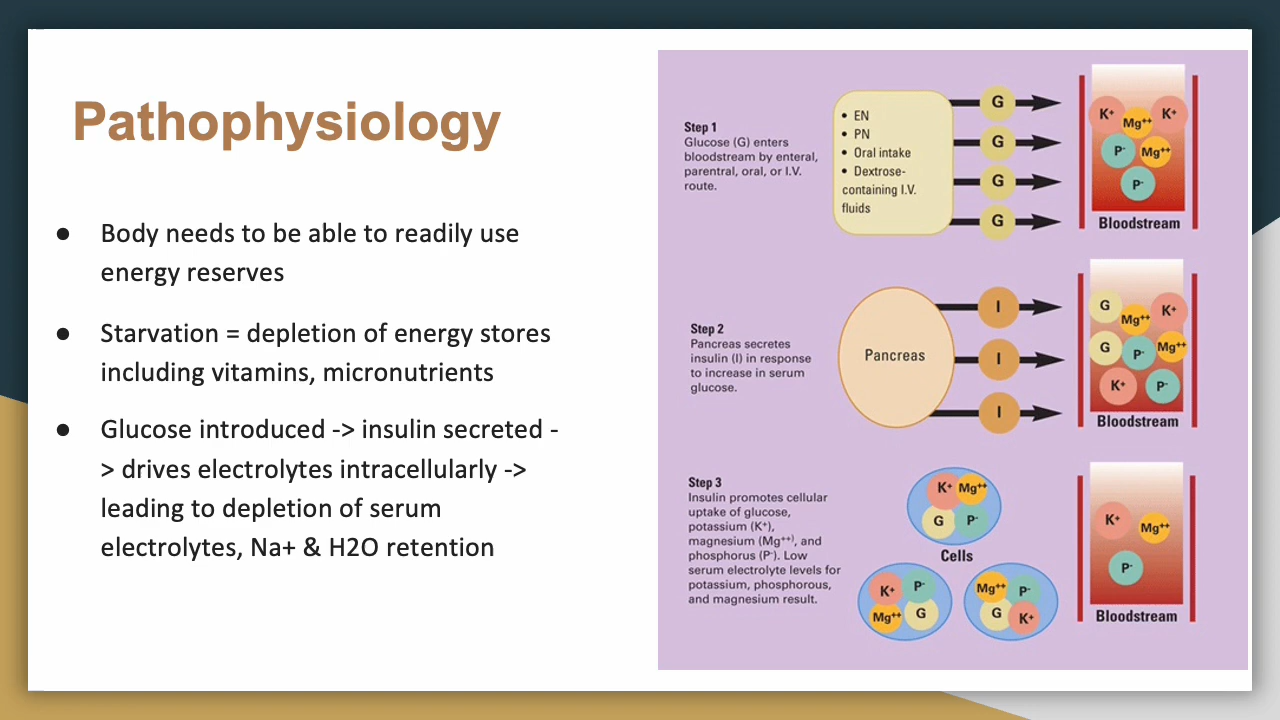 Pathophysiology
● Body needs to be able to readily use
energy reserves
● Starvation = depletion of energy stores
including vitamins, micronutrients
● Glucose introduced -> insulin secreted -
> drives electrolytes intracellularly ->
leading to depletion of serum
electrolytes, Na+ & H2O retention
Step 1
Glucose (G) enters
bloodstream by enteral,
parentral, oral, or I.V.
route.
• EN
• PN
• Oral intake
• Dextrose-
containing I.V.
fluids
G
G
G
G
K+
Mg++
K+
P-
Mg++
P-
Bloodstream
Step 2
Pancreas secretes
insulin (I) in response
to increase in serum
glucose.
Pancreas
I
I
I
G
Mg++
K+
G
P-
Mg++
K+
P-
Bloodstream
Step 3
Insulin promotes cellular
uptake of glucose,
potassium (K+),
magnesium (Mg++), and
phosphorus (P-). Low
serum electrolyte levels for
potassium, phosphorous,
and magnesium result.
K+ Mg++
G P-
Cells
K+ P-
Mg++ G
Mg++ P-
G K+
K+
Mg++
P-
Bloodstream